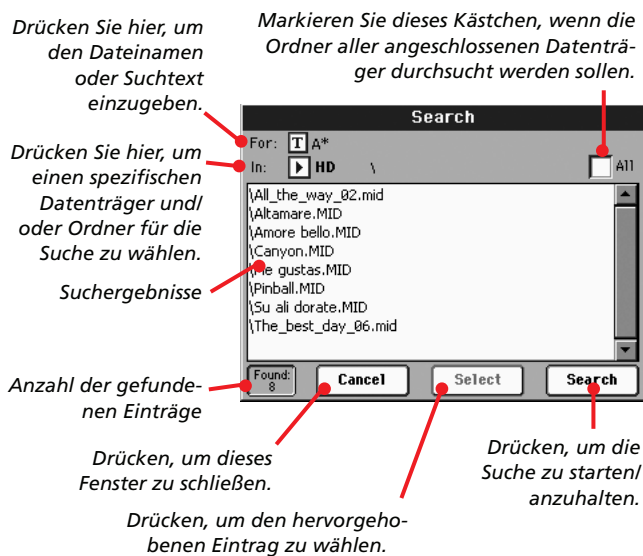 Drücken Sie hier, um
den Dateinamen
oder Suchtext
einzugeben.
Markieren Sie dieses Kästchen, wenn die
Ordner aller angeschlossenen Datenträ-
ger durchsucht werden sollen.
Drücken Sie hier, um
einen spezifischen
Datenträger und/
oder Ordner für die
Suche zu wählen.
Suchergebnisse
Anzahl der gefunde-
nen Einträge
Search
For: T A*
In: HD \ All
\All_the_way_02.mid
\Altamare.MID
\Amore bello.MID
\Canyon.MID
\Me gustas.MID
\Pinball.MID
\Su ali dorate.MID
\The_best_day_06.mid
Found:
8
Cancel Select Search
Drücken, um dieses
Fenster zu schließen.
Drücken, um den hervorgeho-
benen Eintrag zu wählen.
Drücken, um die
Suche zu starten/
anzuhalten.